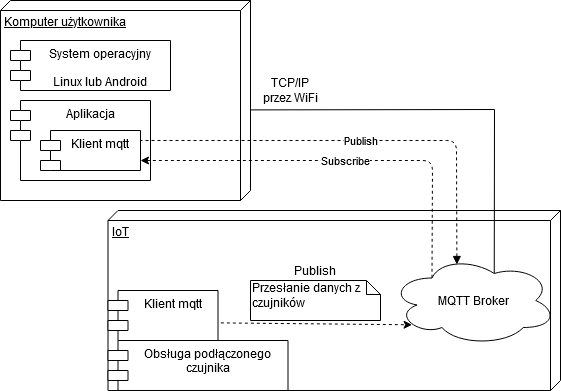 Komputer użytkownika
System operacyjny
Linux lub Android
Aplikacja
Klient mqtt
TCP/IP
przez WiFi
Publish
Subscribe
IoT
Publish
Przesłanie danych z
czujników
MQTT Broker
Klient mqtt
Obsługa podłączonego
czujnika